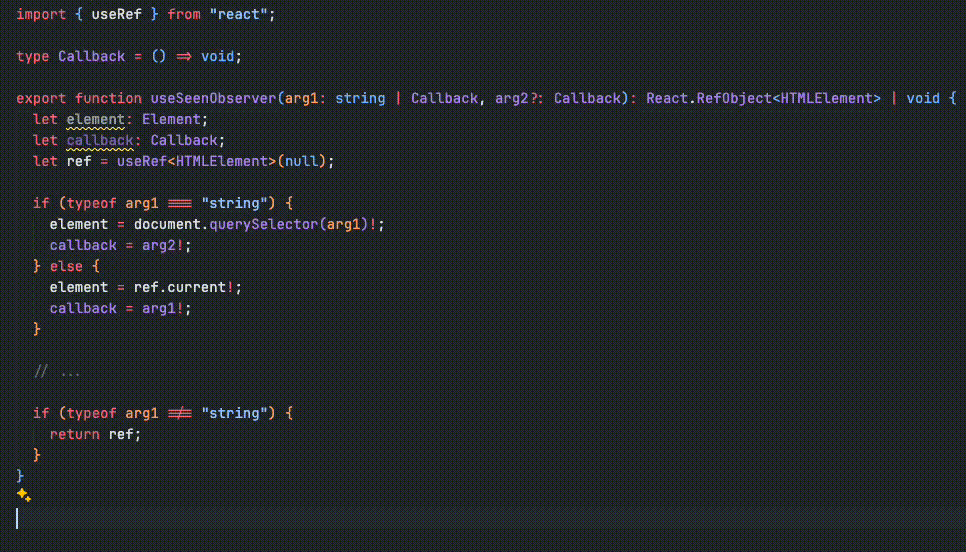 import { useRef } from "react";
type Callback = () => void;
export function useSeenObserver(arg1: string | Callback, arg2?: Callback): React.RefObject<HTMLElement> | void {
let element: Element;
let callback: Callback;
let ref = useRef<HTMLElement>(null);
if (typeof arg1 === "string") {
element = document.querySelector(arg1)!;
callback = arg2!;
} else {
element = ref.current!;
callback = arg1!;
}
// ...
if (typeof arg1 !== "string") {
return ref;
}
}